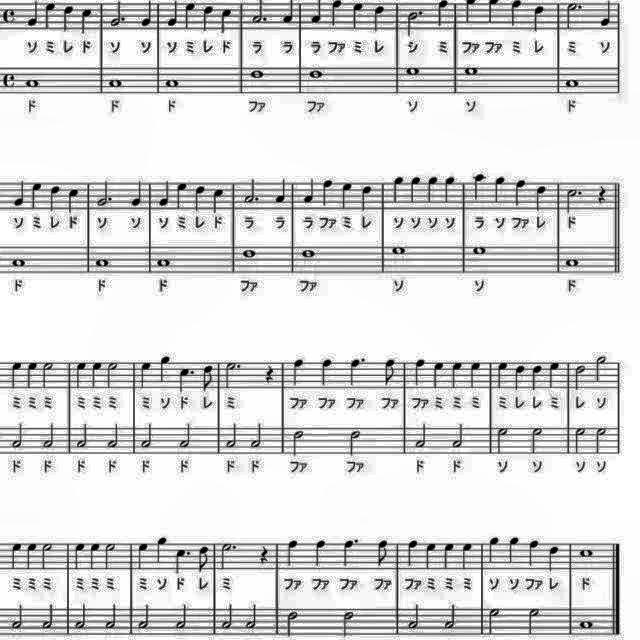 ソ ミ レ ド ソ ソ ソ ミ レ ド ラ ラ ラ ファ ミ レ シ ミ ファ ファ ミ レ ミ ソ
ド ド ド ファ ファ ソ ソ ド
ソ ミ レ ド ソ ソ ソ ミ レ ド ラ ラ ラ ファ ミ レ ソ ソ ソ ソ ラ ソ ファ レ ド
ド ド ド ファ ファ ソ ソ ド
ミ ミ ミ ミ ミ ミ ミ ソ ド レ ミ ファ ファ ファ ファ ファ ミ ミ ミ ミ レ レ ミ レ ソ
ド ド ド ド ド ド ド ド ファ ファ ド ド ソ ソ ソ ソ
ミ ミ ミ ミ ミ ミ ミ ソ ド レ ミ ファ ファ ファ ファ ファ ミ ミ ミ ソ ソ ファ レ ド